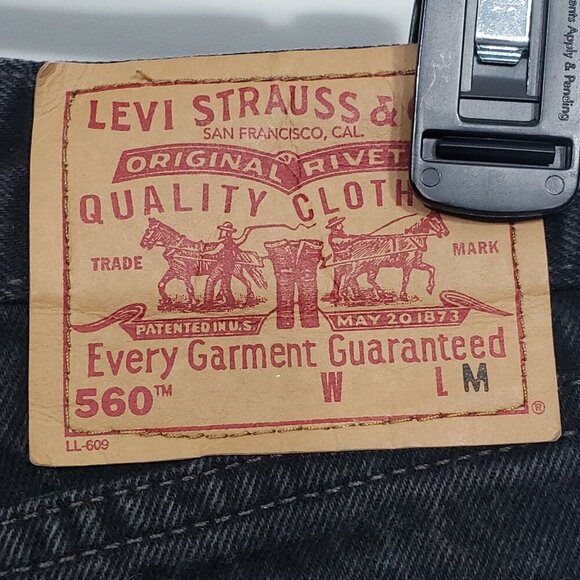 ents Apply & Pending
LEVI STRAUSS &
SAN FRANCISCO, CAL.
ORIGINAL RIVET
QUALITY CLOTH
TRADE MARK
PATENTED IN U.S. MAY 20 1873
Every Garment Guaranteed
560™ W L M
®
LL-609